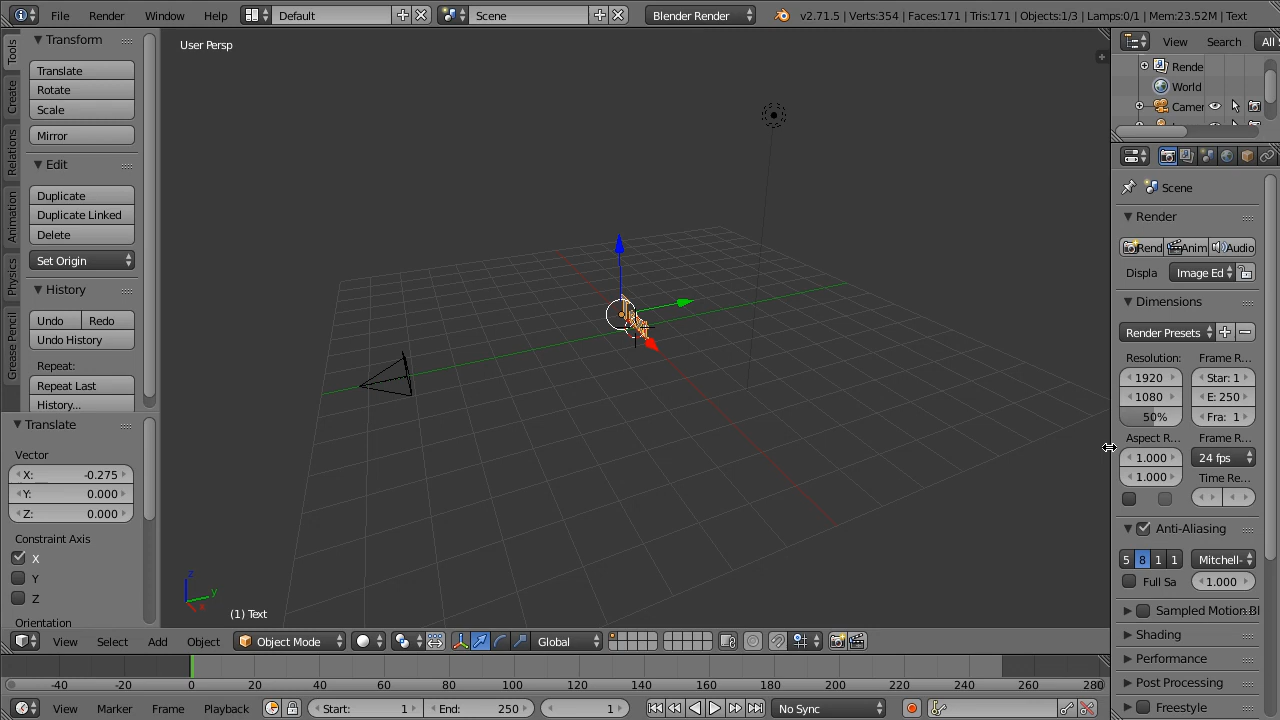 File Render Window Help Default Scene Blender Render v2.71.5 | Verts:354 | Faces:171 | Tris:171 | Objects:1/3 | Lamps:0/1 | Mem:23.52M | Text
Tools
Create
Relations
Animation
Physics
Grease Pencil
Transform
Translate
Rotate
Scale
Mirror
Edit
Duplicate
Duplicate Linked
Delete
Set Origin
History
Undo Redo
Undo History
Repeat:
Repeat Last
History...
Translate
Vector
X: -0.275
Y: 0.000
Z: 0.000
Constraint Axis
X
Y
Z
Orientation
User Persp
z
y
x
(1) Text
View Select Add Object Object Mode Global
-40 -20 0 20 40 60 80 100 120 140 160 180 200 220 240 260 280
View Marker Frame Playback Start: 1 End: 250 1 No Sync
View Search All S
Rende
World
Camer
Scene
Render
Rend Anim Audio
Displa Image Ed
Dimensions
Render Presets
Resolution: Frame R...
1920 Star: 1
1080 E: 250
50% Fra: 1
Aspect R... Frame R...
1.000 24 fps
1.000 Time Re...
Anti-Aliasing
5 8 1 1 Mitchell-
Full Sa 1.000
Sampled Motion Bl
Shading
Performance
Post Processing
Freestyle